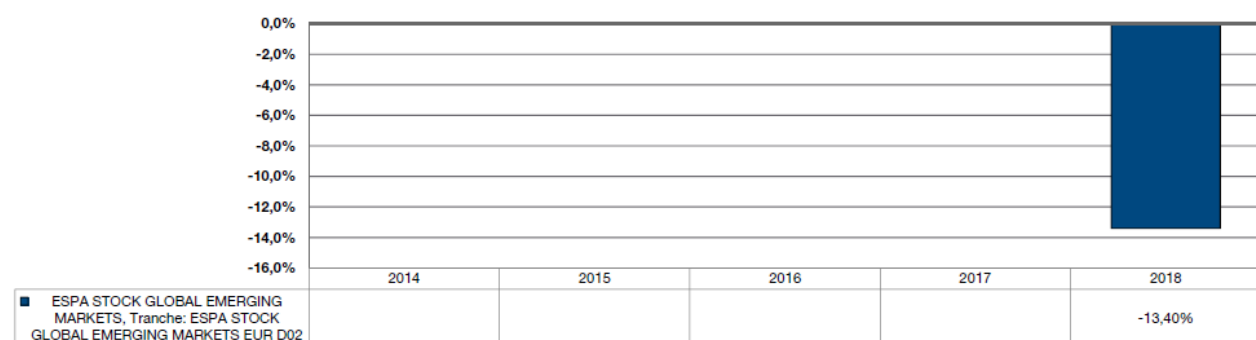 0,0%
-2,0%
-4,0%
-6,0%
-8,0%
-10,0%
-12,0%
-14,0%
-16,0%
2014 2015 2016 2017 2018
ESPA STOCK GLOBAL EMERGING
MARKETS, Tranche: ESPA STOCK
GLOBAL EMERGING MARKETS EUR D02
-13,40%